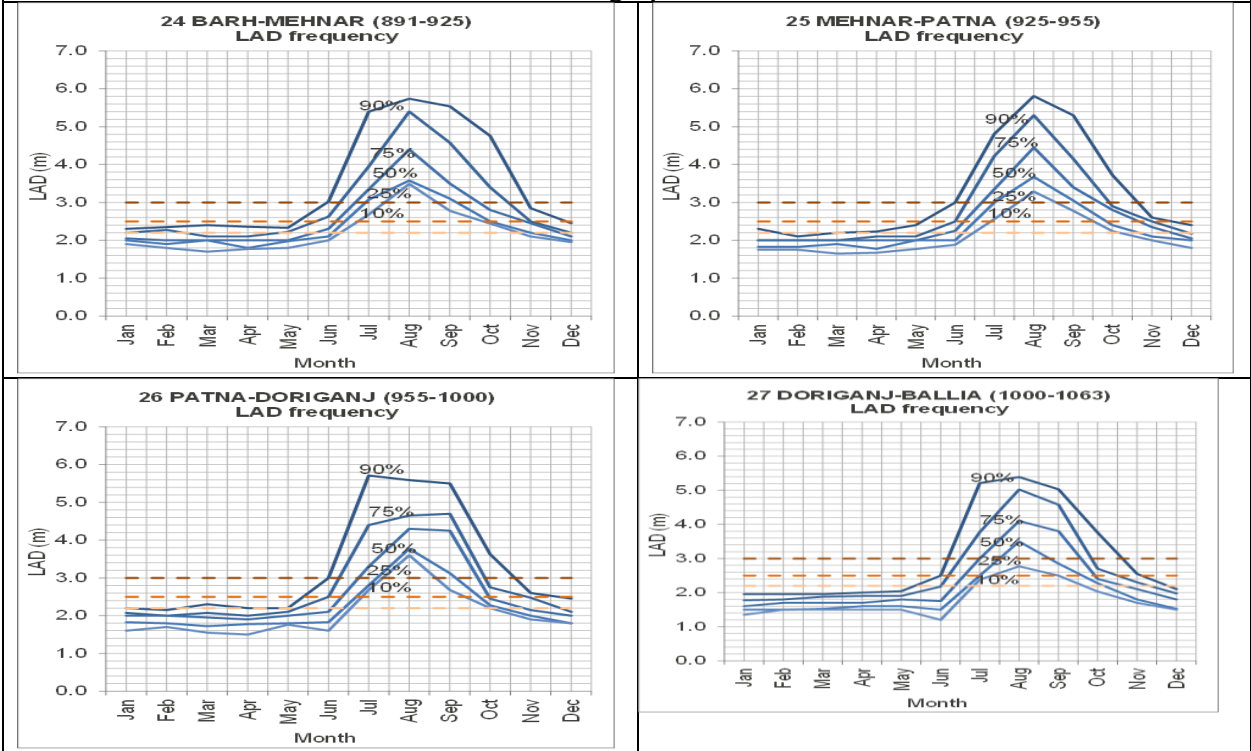 24 BARH-MEHNAR (891-925)
LAD frequency
7.0
6.0
5.0
4.0
3.0
2.0
1.0
0.0
LAD (m)
90%
75%
50%
25%
10%
Jan Feb Mar Apr May Jun Jul Aug Sep Oct Nov Dec
Month
25 MEHNAR-PATNA (925-955)
LAD frequency
7.0
6.0
5.0
4.0
3.0
2.0
1.0
0.0
LAD (m)
90%
75%
50%
25%
10%
Jan Feb Mar Apr May Jun Jul Aug Sep Oct Nov Dec
Month
26 PATNA-DORIGANJ (955-1000)
LAD frequency
7.0
6.0
5.0
4.0
3.0
2.0
1.0
0.0
LAD (m)
90%
75%
50%
25%
10%
Jan Feb Mar Apr May Jun Jul Aug Sep Oct Nov Dec
Month
27 DORIGANJ-BALLIA (1000-1063)
LAD frequency
7.0
6.0
5.0
4.0
3.0
2.0
1.0
0.0
LAD (m)
90%
75%
50%
25%
10%
Jan Feb Mar Apr May Jun Jul Aug Sep Oct Nov Dec
Month